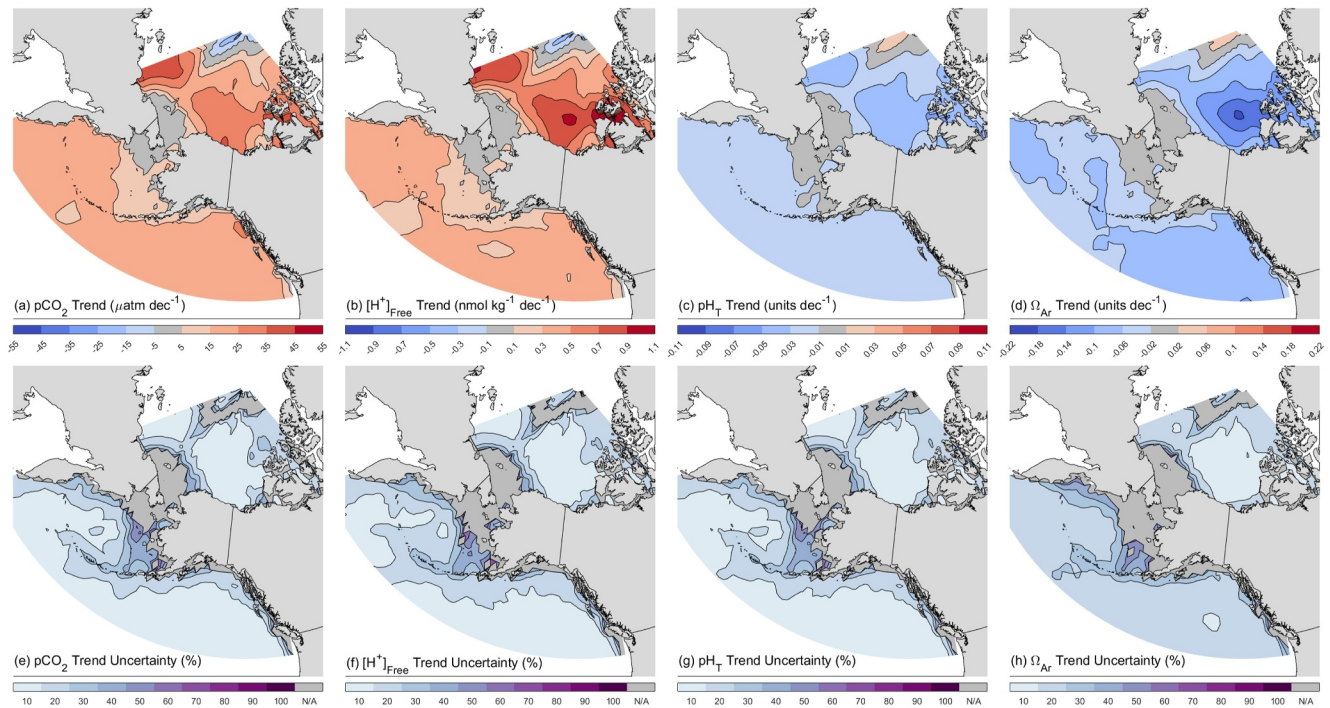 (a) pCO₂ Trend (μatm dec⁻¹)
-55 -45 -35 -25 -15 -5 5 15 25 35 45 55
(b) [H⁺]Free Trend (nmol kg⁻¹ dec⁻¹)
-1.1 -0.9 -0.7 -0.5 -0.3 -0.1 0.1 0.3 0.5 0.7 0.9 1.1
(c) pHT Trend (units dec⁻¹)
-0.11 -0.09 -0.07 -0.05 -0.03 -0.01 0.01 0.03 0.05 0.07 0.09 0.11
(d) ΩAr Trend (units dec⁻¹)
-0.22 -0.18 -0.14 -0.1 -0.06 -0.02 0.02 0.06 0.1 0.14 0.18 0.22
(e) pCO₂ Trend Uncertainty (%)
10 20 30 40 50 60 70 80 90 100 N/A
(f) [H⁺]Free Trend Uncertainty (%)
10 20 30 40 50 60 70 80 90 100 N/A
(g) pHT Trend Uncertainty (%)
10 20 30 40 50 60 70 80 90 100 N/A
(h) ΩAr Trend Uncertainty (%)
10 20 30 40 50 60 70 80 90 100 N/A